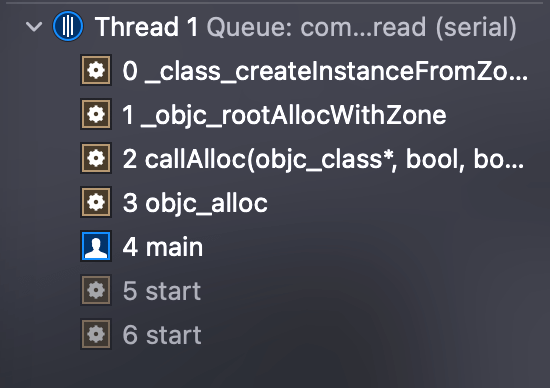 Thread 1 Queue: com...read (serial)
0 _class_createInstanceFromZo...
1 _objc_rootAllocWithZone
2 callAlloc(objc_class*, bool, bo...
3 objc_alloc
4 main
5 start
6 start